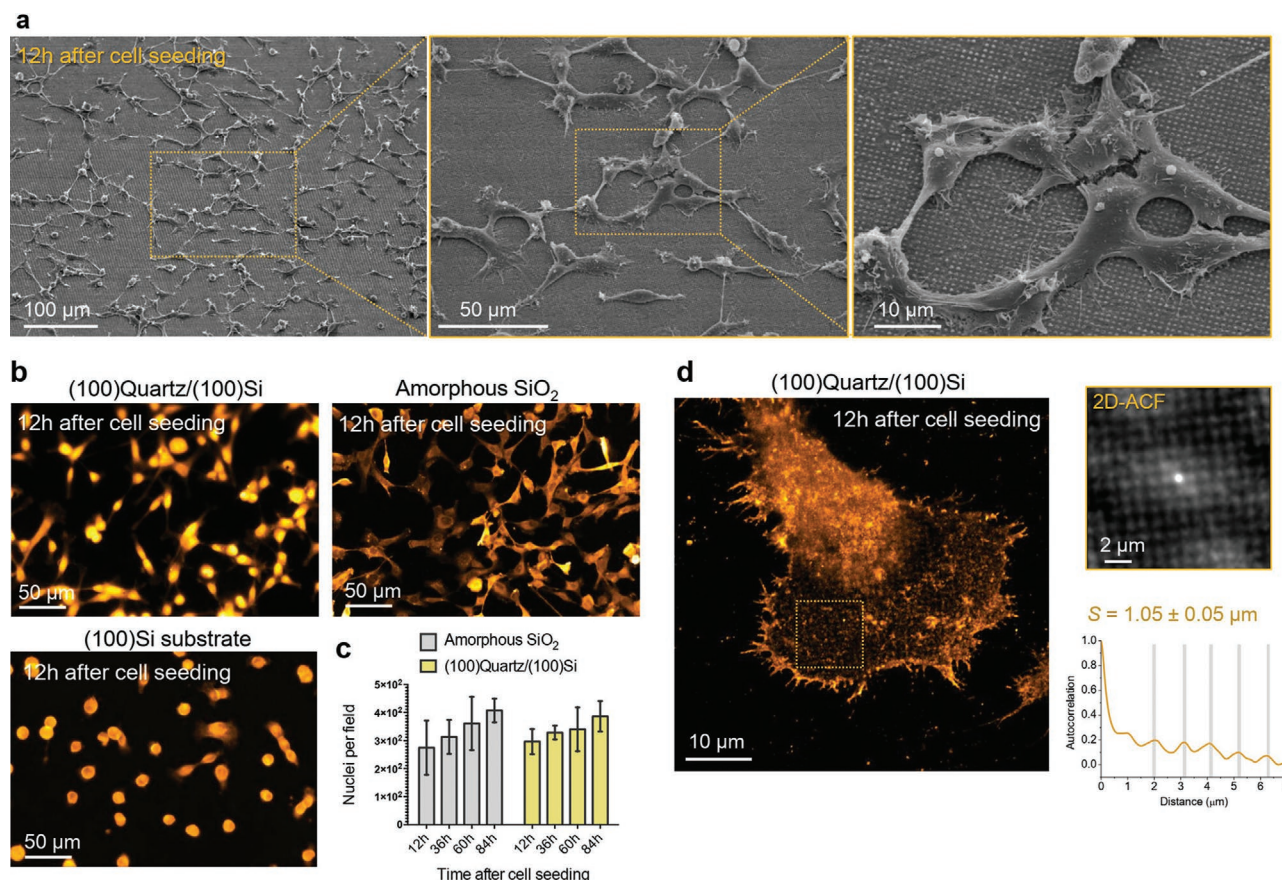 a
12h after cell seeding
100 µm
50 µm
10 µm
b
(100)Quartz/(100)Si
12h after cell seeding
50 µm
Amorphous SiO₂
12h after cell seeding
50 µm
(100)Si substrate
12h after cell seeding
50 µm
c
Amorphous SiO₂
(100)Quartz/(100)Si
Nuclei per field
5×10²
4×10²
3×10²
2×10²
1×10²
0
12h 36h 60h 84h 12h 36h 60h 84h
Time after cell seeding
d
(100)Quartz/(100)Si
12h after cell seeding
10 µm
2D-ACF
2 µm
S = 1.05 ± 0.05 µm
Autocorrelation
1.0
0.8
0.6
0.4
0.2
0.0
0 1 2 3 4 5 6
Distance (µm)